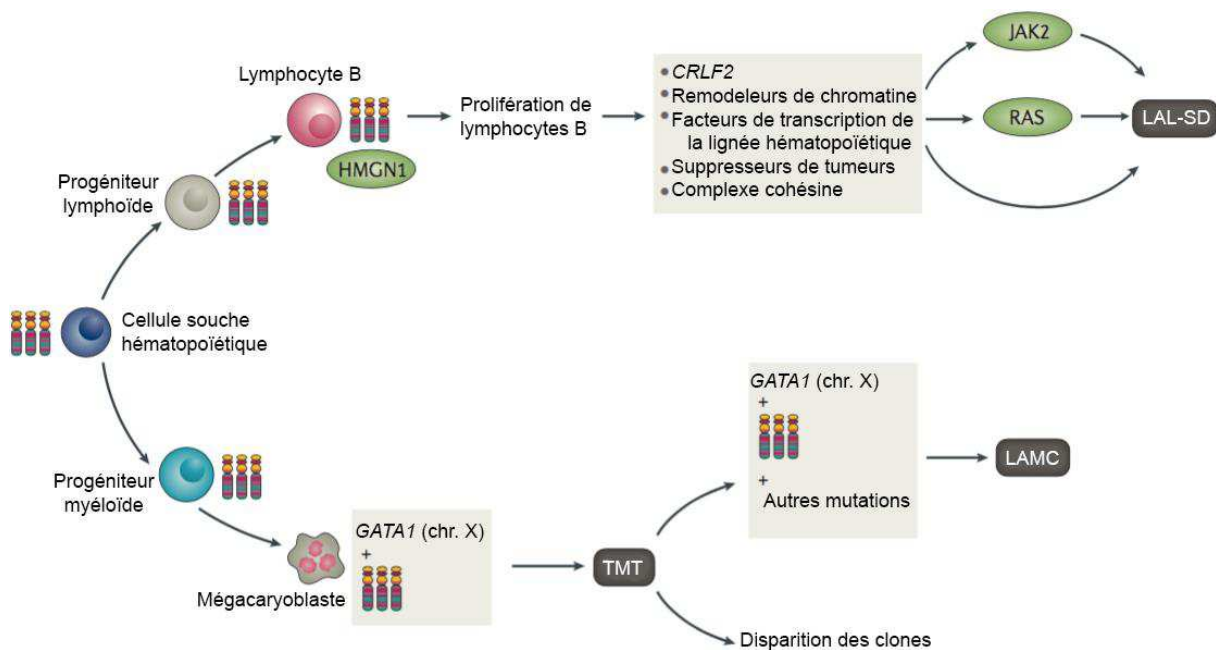 JAK2
Lymphocyte B
CRLF2
Remodeleurs de chromatine
Prolifération de
lymphocytes B
Facteurs de transcription de
la lignée hématopoïétique
RAS
LAL-SD
HMGN1
Suppresseurs de tumeurs
Complexe cohésine
Progéniteur
lymphoïde
Cellule souche
hématopoïétique
GATA1 (chr. X)
+
+
Autres mutations
LAMC
Progéniteur
myéloïde
GATA1 (chr. X)
+
TMT
Mégacaryoblaste
Disparition des clones